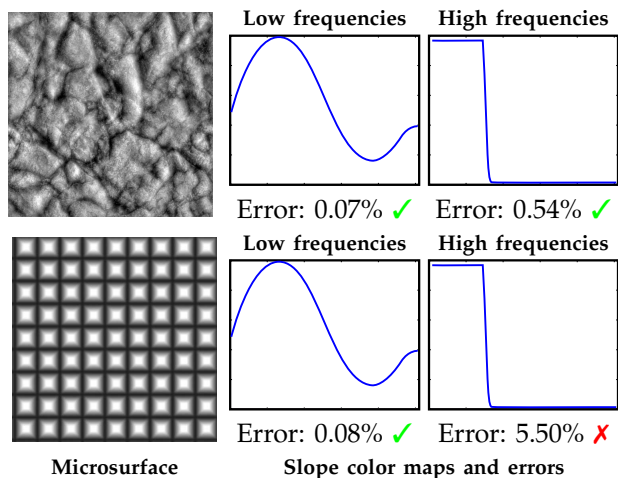 Low frequencies High frequencies
Error: 0.07% ✓ Error: 0.54% ✓
Low frequencies High frequencies
Error: 0.08% ✓ Error: 5.50% ✗
Microsurface Slope color maps and errors